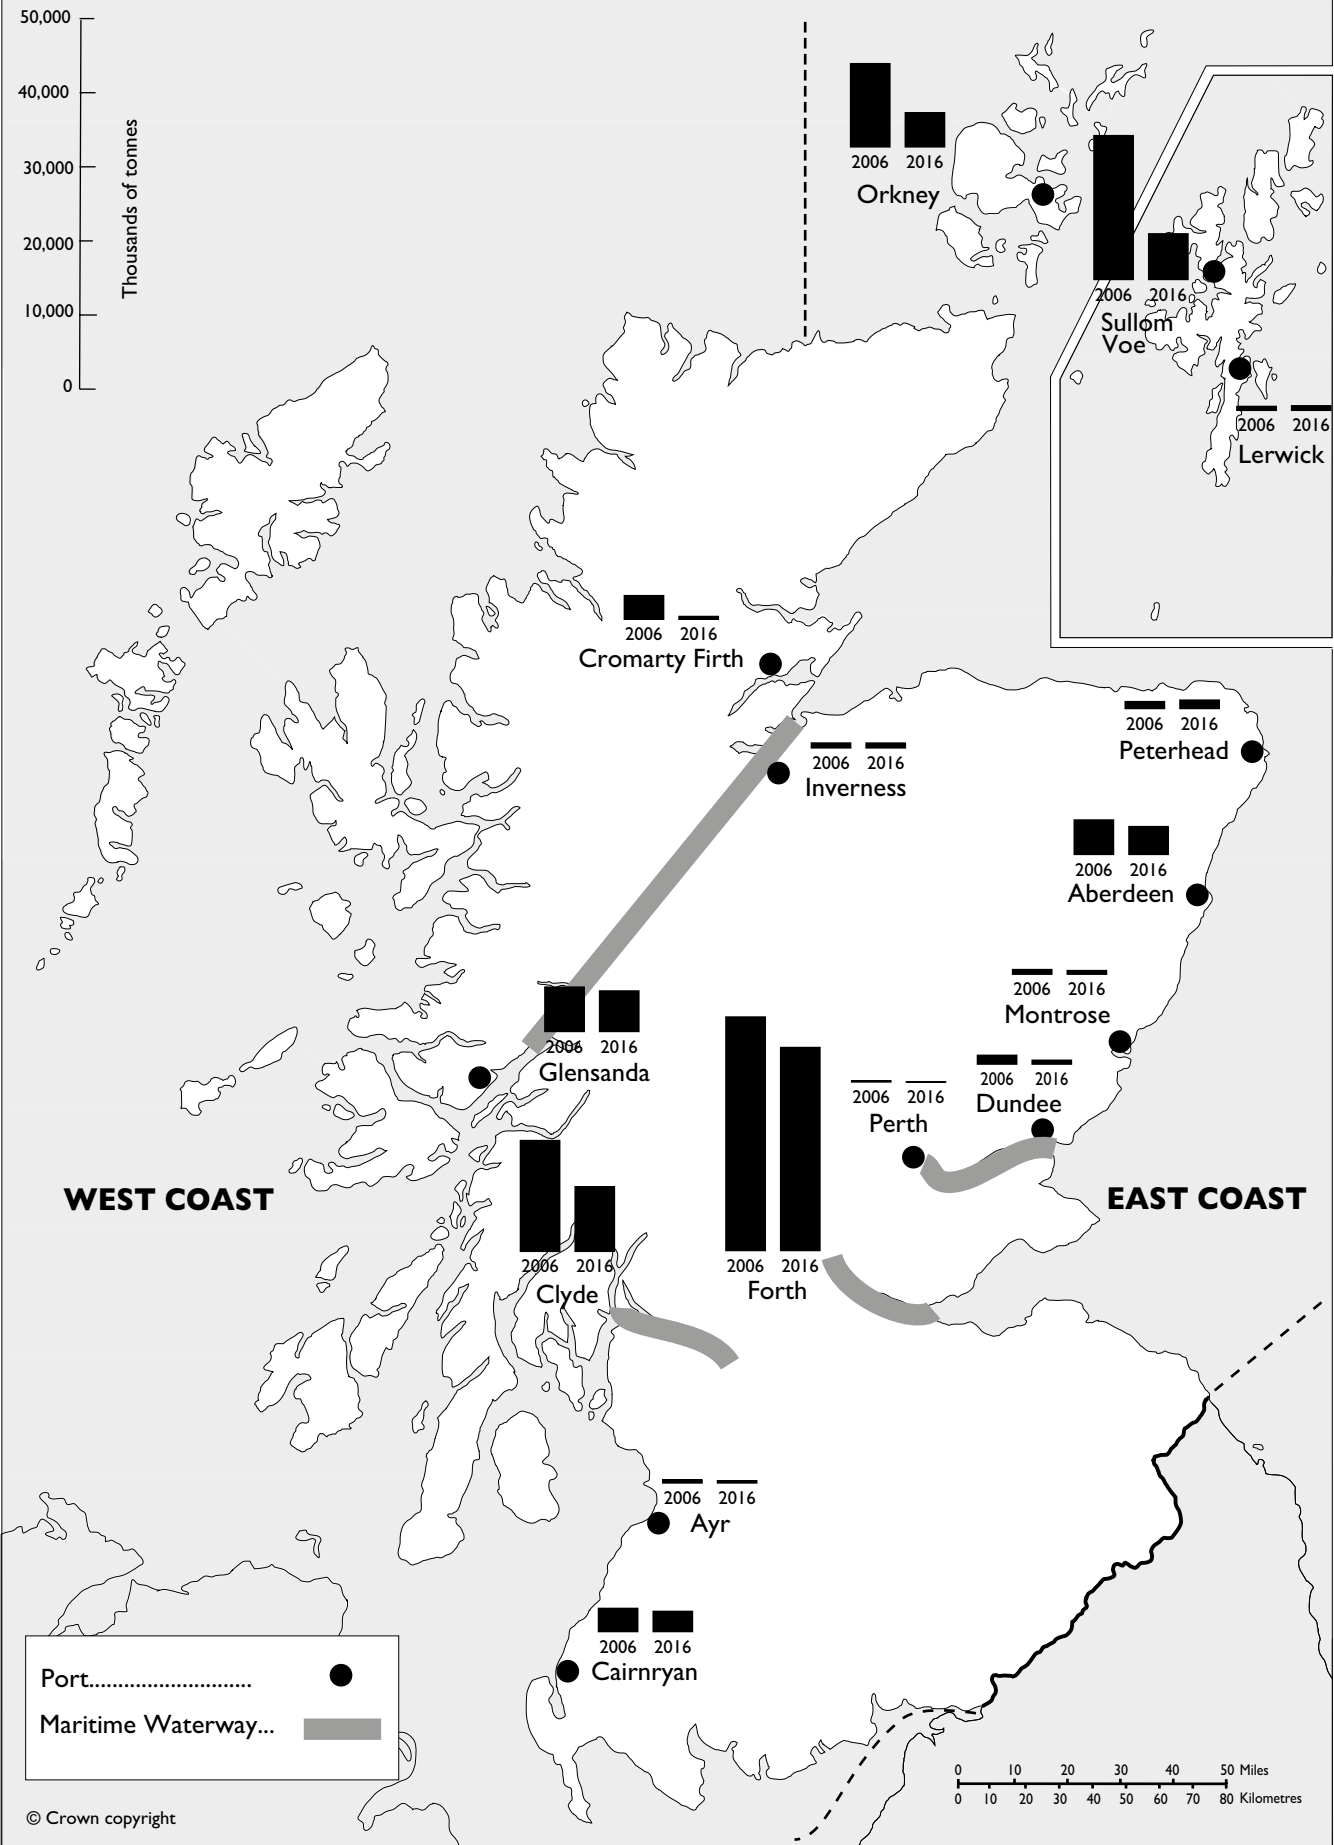 50,000
40,000
30,000
20,000
10,000
0
Thousands of tonnes
2006 2016
Orkney
2006 2016
Sullom
Voe
2006 2016
Lerwick
2006 2016
Cromarty Firth
2006 2016
Peterhead
2006 2016
Inverness
2006 2016
Aberdeen
2006 2016
Montrose
2006 2016
Glensanda
2006 2016
Dundee
2006 2016
Perth
WEST COAST
EAST COAST
2006 2016
Clyde
2006 2016
Forth
2006 2016
Ayr
2006 2016
Cairnryan
Port............................
Maritime Waterway...
0 10 20 30 40 50 Miles
0 10 20 30 40 50 60 70 80 Kilometres
© Crown copyright